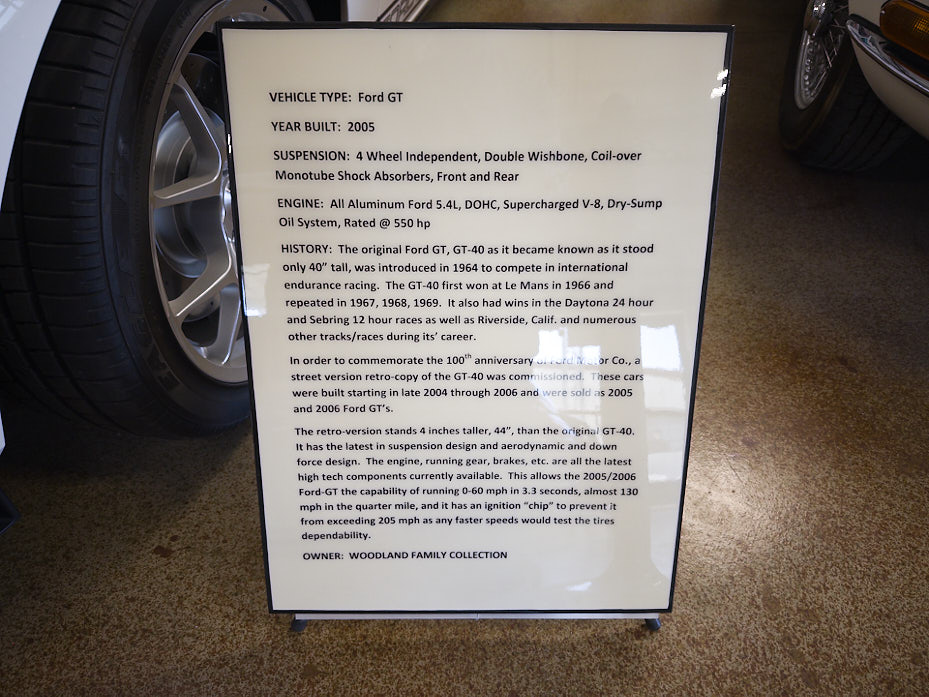 VEHICLE TYPE: Ford GT
YEAR BUILT: 2005
SUSPENSION: 4 Wheel Independent, Double Wishbone, Coil-over
Monotube Shock Absorbers, Front and Rear
ENGINE: All Aluminum Ford 5.4L, DOHC, Supercharged V-8, Dry-Sump
Oil System, Rated @ 550 hp
HISTORY: The original Ford GT, GT-40 as it became known as it stood
only 40” tall, was introduced in 1964 to compete in international
endurance racing. The GT-40 first won at Le Mans in 1966 and
repeated in 1967, 1968, 1969. It also had wins in the Daytona 24 hour
and Sebring 12 hour races as well as Riverside, Calif. and numerous
other tracks/races during its’ career.
In order to commemorate the 100th anniversary of Ford Motor Co., a
street version retro-copy of the GT-40 was commissioned. These cars
were built starting in late 2004 through 2006 and were sold as 2005
and 2006 Ford GT’s.
The retro-version stands 4 inches taller, 44”, than the original GT-40.
It has the latest in suspension design and aerodynamic and down
force design. The engine, running gear, brakes, etc. are all the latest
high tech components currently available. This allows the 2005/2006
Ford-GT the capability of running 0-60 mph in 3.3 seconds, almost 130
mph in the quarter mile, and it has an ignition “chip” to prevent it
from exceeding 205 mph as any faster speeds would test the tires
dependability.
OWNER: WOODLAND FAMILY COLLECTION